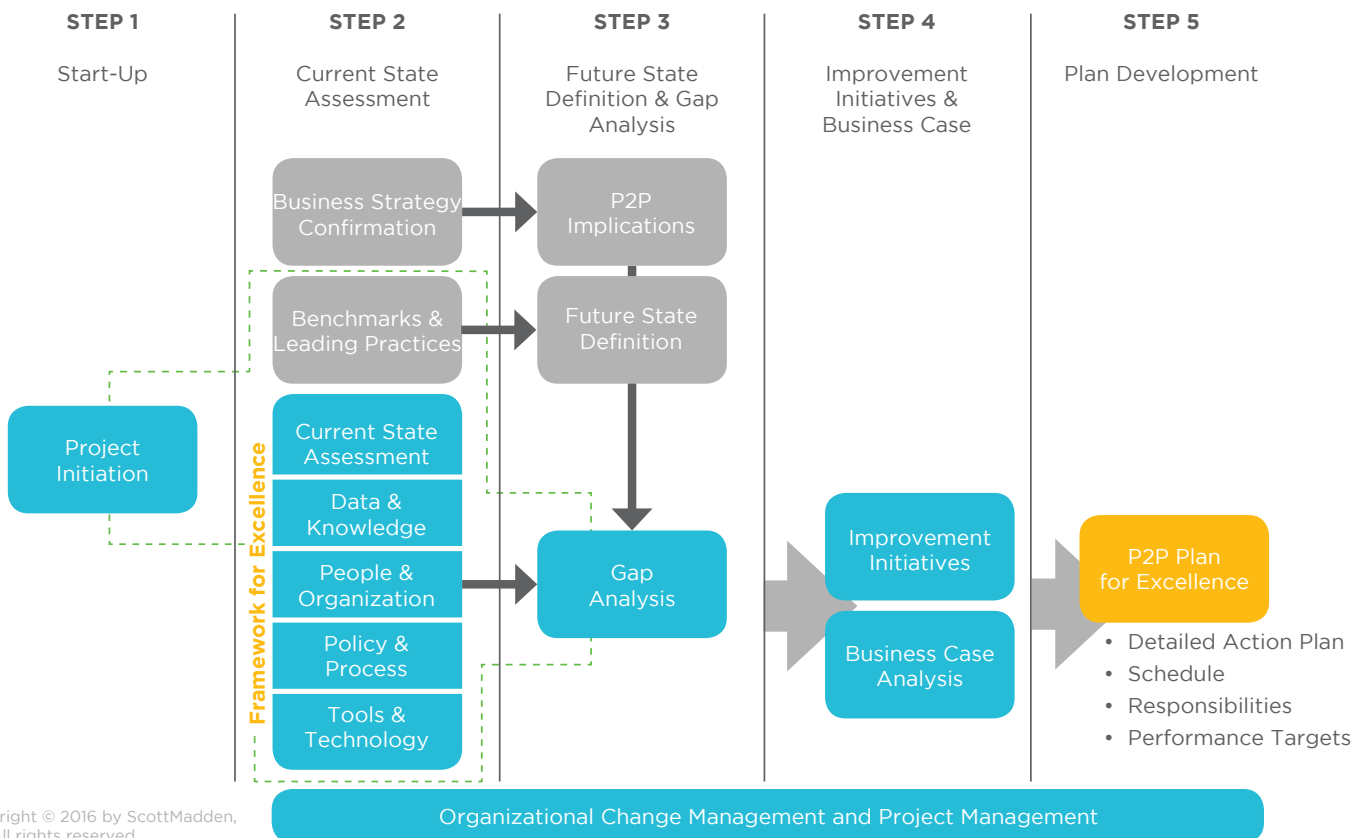 STEP 1
Start-Up
STEP 2
Current State
Assessment
STEP 3
Future State
Definition & Gap
Analysis
STEP 4
Improvement
Initiatives &
Business Case
STEP 5
Plan Development
Business Strategy
Confirmation
P2P
Implications
Benchmarks &
Leading Practices
Future State
Definition
Project
Initiation
Framework for Excellence
Current State
Assessment
Data &
Knowledge
People &
Organization
Policy &
Process
Tools &
Technology
Gap
Analysis
Improvement
Initiatives
Business Case
Analysis
P2P Plan
for Excellence
• Detailed Action Plan
• Schedule
• Responsibilities
• Performance Targets
Organizational Change Management and Project Management
right © 2016 by ScottMadden,
ll rights reserved